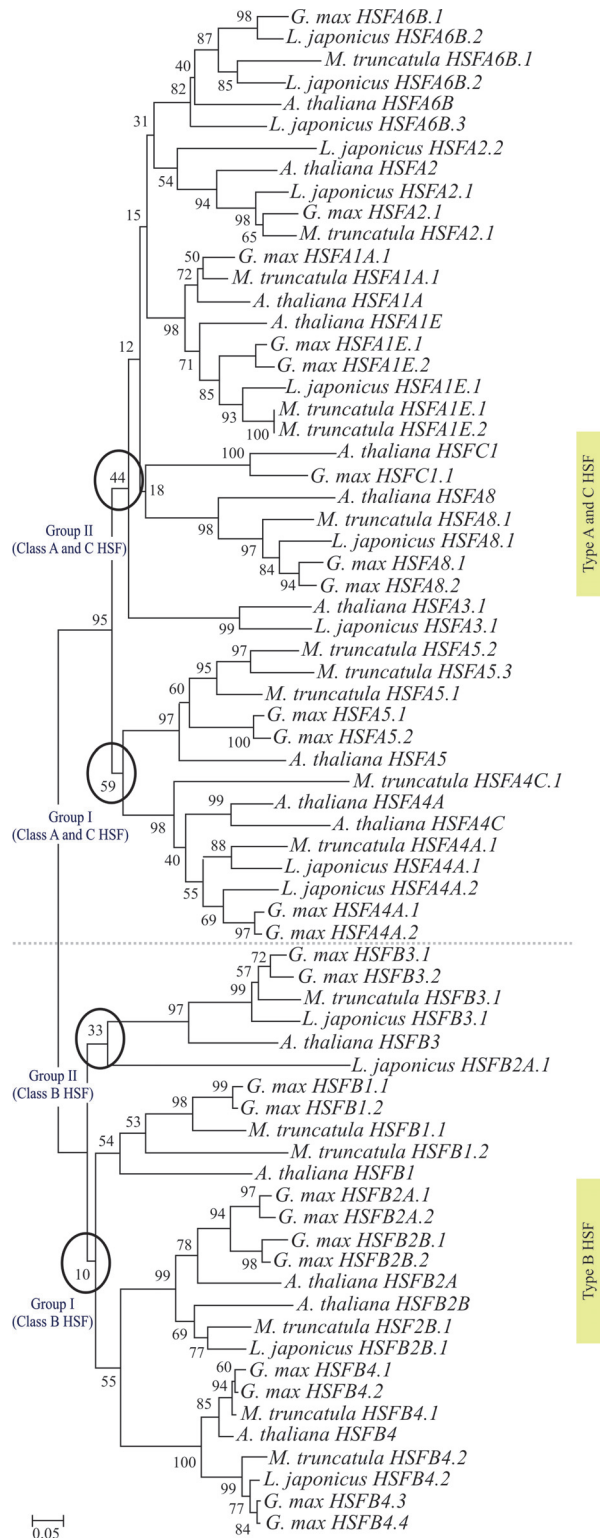 98
G. max HSFA6B.1
87
L. japonicus HSFA6B.2
40
M. truncatula HSFA6B.1
82
85
L. japonicus HSFA6B.2
A. thaliana HSFA6B
31
L. japonicus HSFA6B.3
L. japonicus HSFA2.2
54
A. thaliana HSFA2
94
L. japonicus HSFA2.1
15
98
G. max HSFA2.1
65
M. truncatula HSFA2.1
50
G. max HSFA1A.1
72
M. truncatula HSFA1A.1
A. thaliana HSFA1A
98
A. thaliana HSFA1E
12
G. max HSFA1E.1
71
G. max HSFA1E.2
85
L. japonicus HSFA1E.1
93
M. truncatula HSFA1E.1
100
M. truncatula HSFA1E.2
100
A. thaliana HSFC1
44
G. max HSFC1.1
18
A. thaliana HSFA8
98
M. truncatula HSFA8.1
Group II
(Class A and C HSF)
97
L. japonicus HSFA8.1
84
G. max HSFA8.1
94
G. max HSFA8.2
Type A and C HSF
A. thaliana HSFA3.1
95
99
L. japonicus HSFA3.1
97
M. truncatula HSFA5.2
95
M. truncatula HSFA5.3
60
M. truncatula HSFA5.1
97
G. max HSFA5.1
100
G. max HSFA5.2
A. thaliana HSFA5
59
M. truncatula HSFA4C.1
99
A. thaliana HSFA4A
Group I
(Class A and C HSF)
98
A. thaliana HSFA4C
40
88
M. truncatula HSFA4A.1
L. japonicus HSFA4A.1
55
L. japonicus HSFA4A.2
69
G. max HSFA4A.1
97
G. max HSFA4A.2
72
G. max HSFB3.1
57
G. max HSFB3.2
99
M. truncatula HSFB3.1
97
L. japonicus HSFB3.1
33
A. thaliana HSFB3
L. japonicus HSFB2A.1
Group II
(Class B HSF)
99
G. max HSFB1.1
98
G. max HSFB1.2
53
M. truncatula HSFB1.1
54
M. truncatula HSFB1.2
A. thaliana HSFB1
97
G. max HSFB2A.1
94
G. max HSFB2A.2
78
G. max HSFB2B.1
98
G. max HSFB2B.2
10
99
A. thaliana HSFB2A
A. thaliana HSFB2B
Group I
(Class B HSF)
69
M. truncatula HSF2B.1
77
L. japonicus HSFB2B.1
Type B HSF
60
G. max HSFB4.1
55
94
G. max HSFB4.2
85
M. truncatula HSFB4.1
A. thaliana HSFB4
100
M. truncatula HSFB4.2
99
L. japonicus HSFB4.2
77
G. max HSFB4.3
84
G. max HSFB4.4
0.05